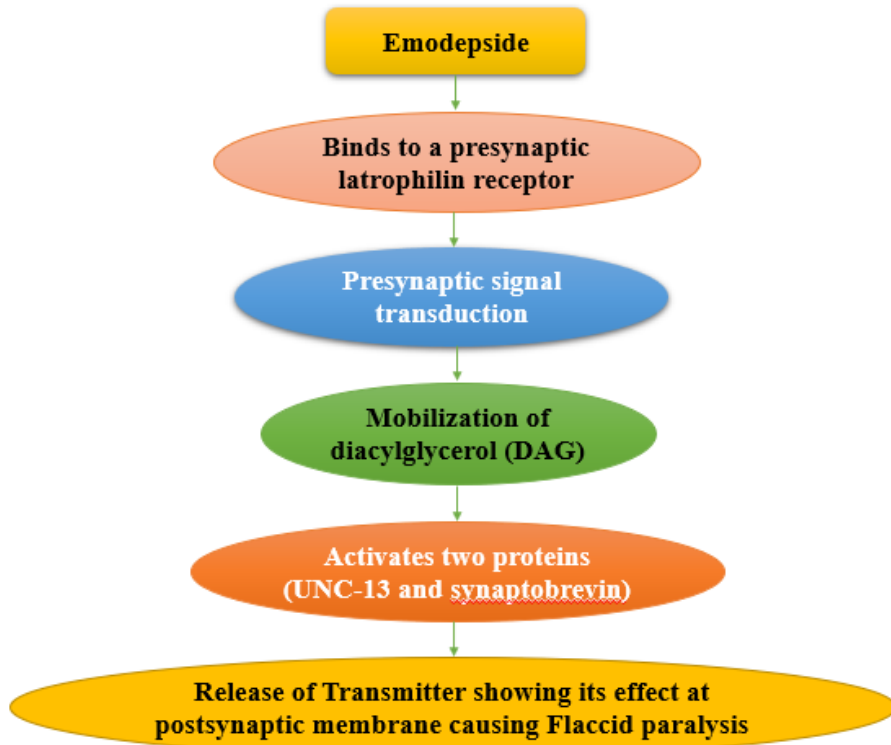 Emodepside
Binds to a presynaptic
latrophilin receptor
Presynaptic signal
transduction
Mobilization of
diacylglycerol (DAG)
Activates two proteins
(UNC-13 and synaptobrevin)
Release of Transmitter showing its effect at
postsynaptic membrane causing Flaccid paralysis